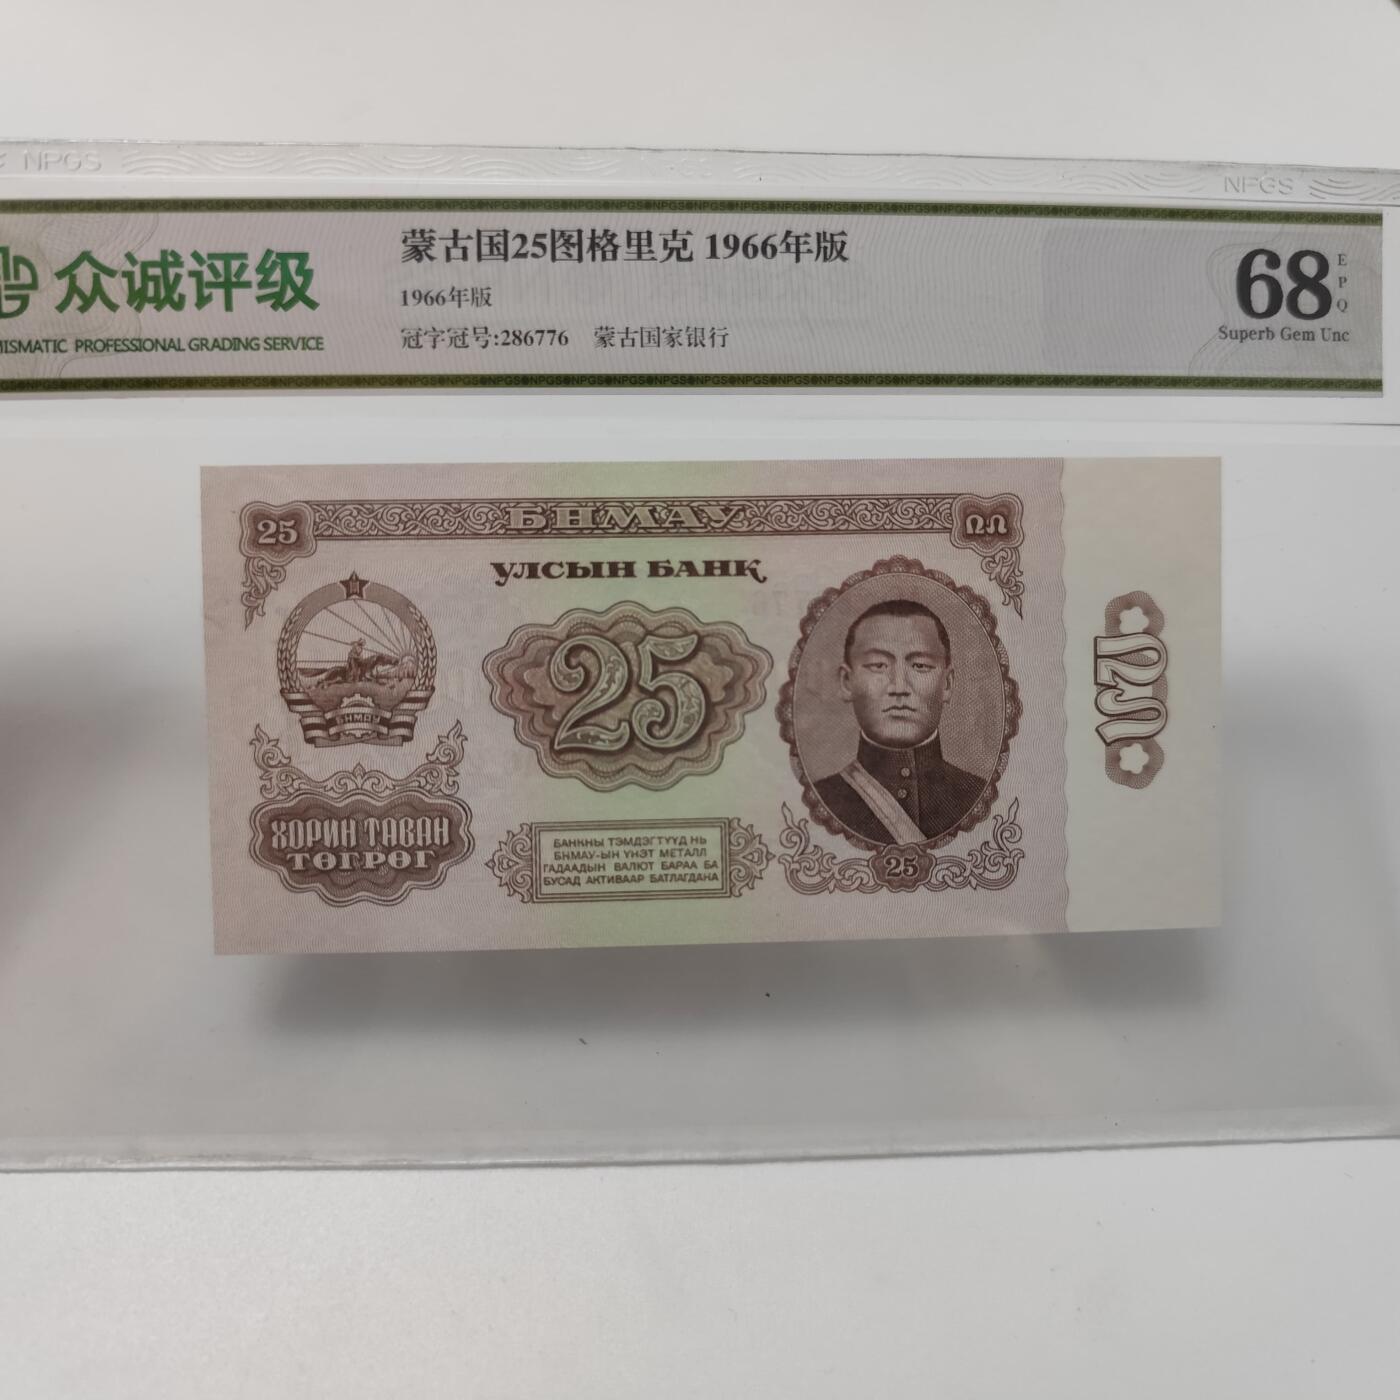 NPGS
NPGS
众诚评级
PROFESSIONAL GRADING SERVICE
蒙古国25图格里克 1966年版
1966年版
冠字冠号:286776 蒙古国家银行
68
EPQ
Superb Gem Unc
25
БНМАУ
УЛСЫН БАНК
25
БНМАУ
ХОРИН ТАВАН
ТӨГРӨГ
БАНКНЫ ТЭМДЭГТҮҮД НЬ
БНМАУ-ЫН ҮНЭТ МЕТАЛЛ
ГАДААДЫН ВАЛЮТ БАРАА БА
БУСАД АКТИВААР БАТЛАГДАНА
25